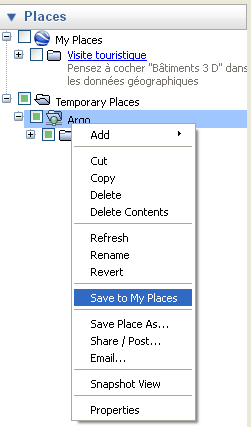 Places
My Places
Visite touristique
Pensez à cocher "Bâtiments 3 D" dans
les données géographiques
Temporary Places
Argo
Add
Cut
Copy
Delete
Delete Contents
Refresh
Rename
Revert
Save to My Places
Save Place As...
Share / Post...
Email...
Snapshot View
Properties